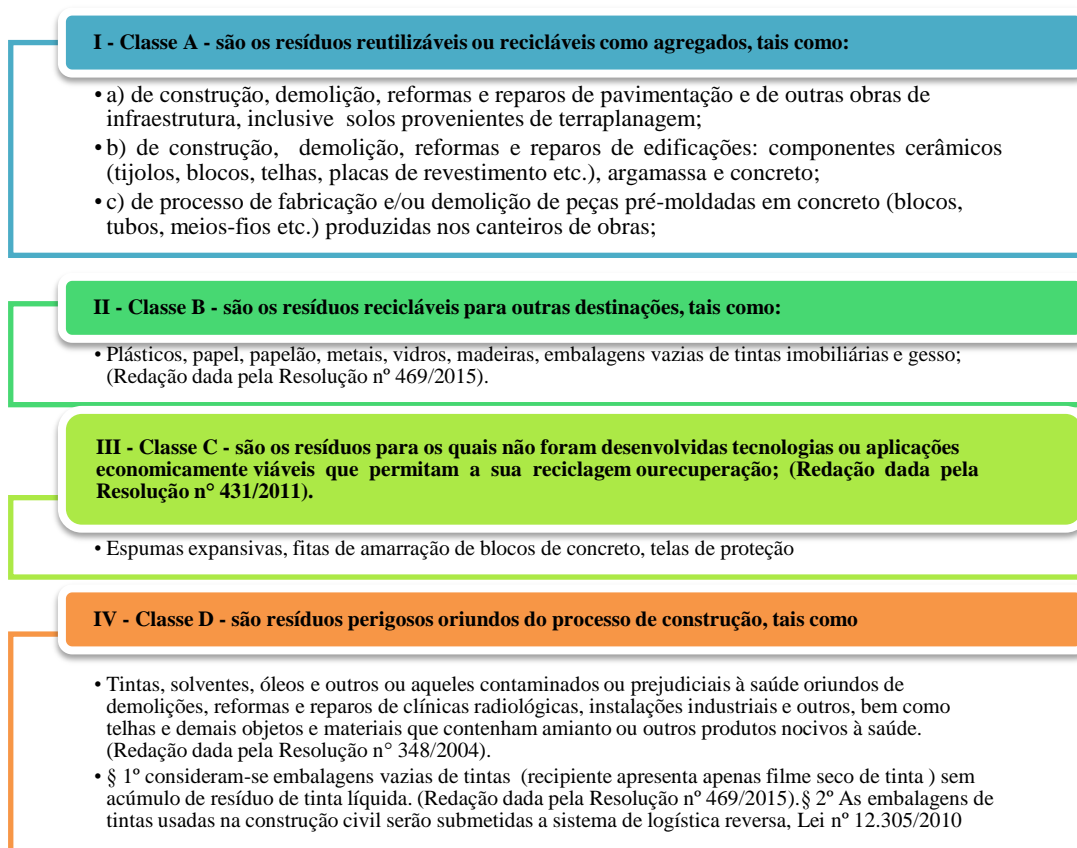 I - Classe A - são os resíduos reutilizáveis ou recicláveis como agregados, tais como:
• a) de construção, demolição, reformas e reparos de pavimentação e de outras obras de
infraestrutura, inclusive solos provenientes de terraplanagem;
• b) de construção, demolição, reformas e reparos de edificações: componentes cerâmicos
(tijolos, blocos, telhas, placas de revestimento etc.), argamassa e concreto;
• c) de processo de fabricação e/ou demolição de peças pré-moldadas em concreto (blocos,
tubos, meios-fios etc.) produzidas nos canteiros de obras;
II - Classe B - são os resíduos recicláveis para outras destinações, tais como:
• Plásticos, papel, papelão, metais, vidros, madeiras, embalagens vazias de tintas imobiliárias e gesso;
(Redação dada pela Resolução nº 469/2015).
III - Classe C - são os resíduos para os quais não foram desenvolvidas tecnologias ou aplicações
economicamente viáveis que permitam a sua reciclagem ourecuperação; (Redação dada pela
Resolução n° 431/2011).
• Espumas expansivas, fitas de amarração de blocos de concreto, telas de proteção
IV - Classe D - são resíduos perigosos oriundos do processo de construção, tais como
• Tintas, solventes, óleos e outros ou aqueles contaminados ou prejudiciais à saúde oriundos de
demolições, reformas e reparos de clínicas radiológicas, instalações industriais e outros, bem como
telhas e demais objetos e materiais que contenham amianto ou outros produtos nocivos à saúde.
(Redação dada pela Resolução n° 348/2004).
• § 1º consideram-se embalagens vazias de tintas (recipiente apresenta apenas filme seco de tinta ) sem
acúmulo de resíduo de tinta líquida. (Redação dada pela Resolução nº 469/2015).§ 2º As embalagens de
tintas usadas na construção civil serão submetidas a sistema de logística reversa, Lei nº 12.305/2010